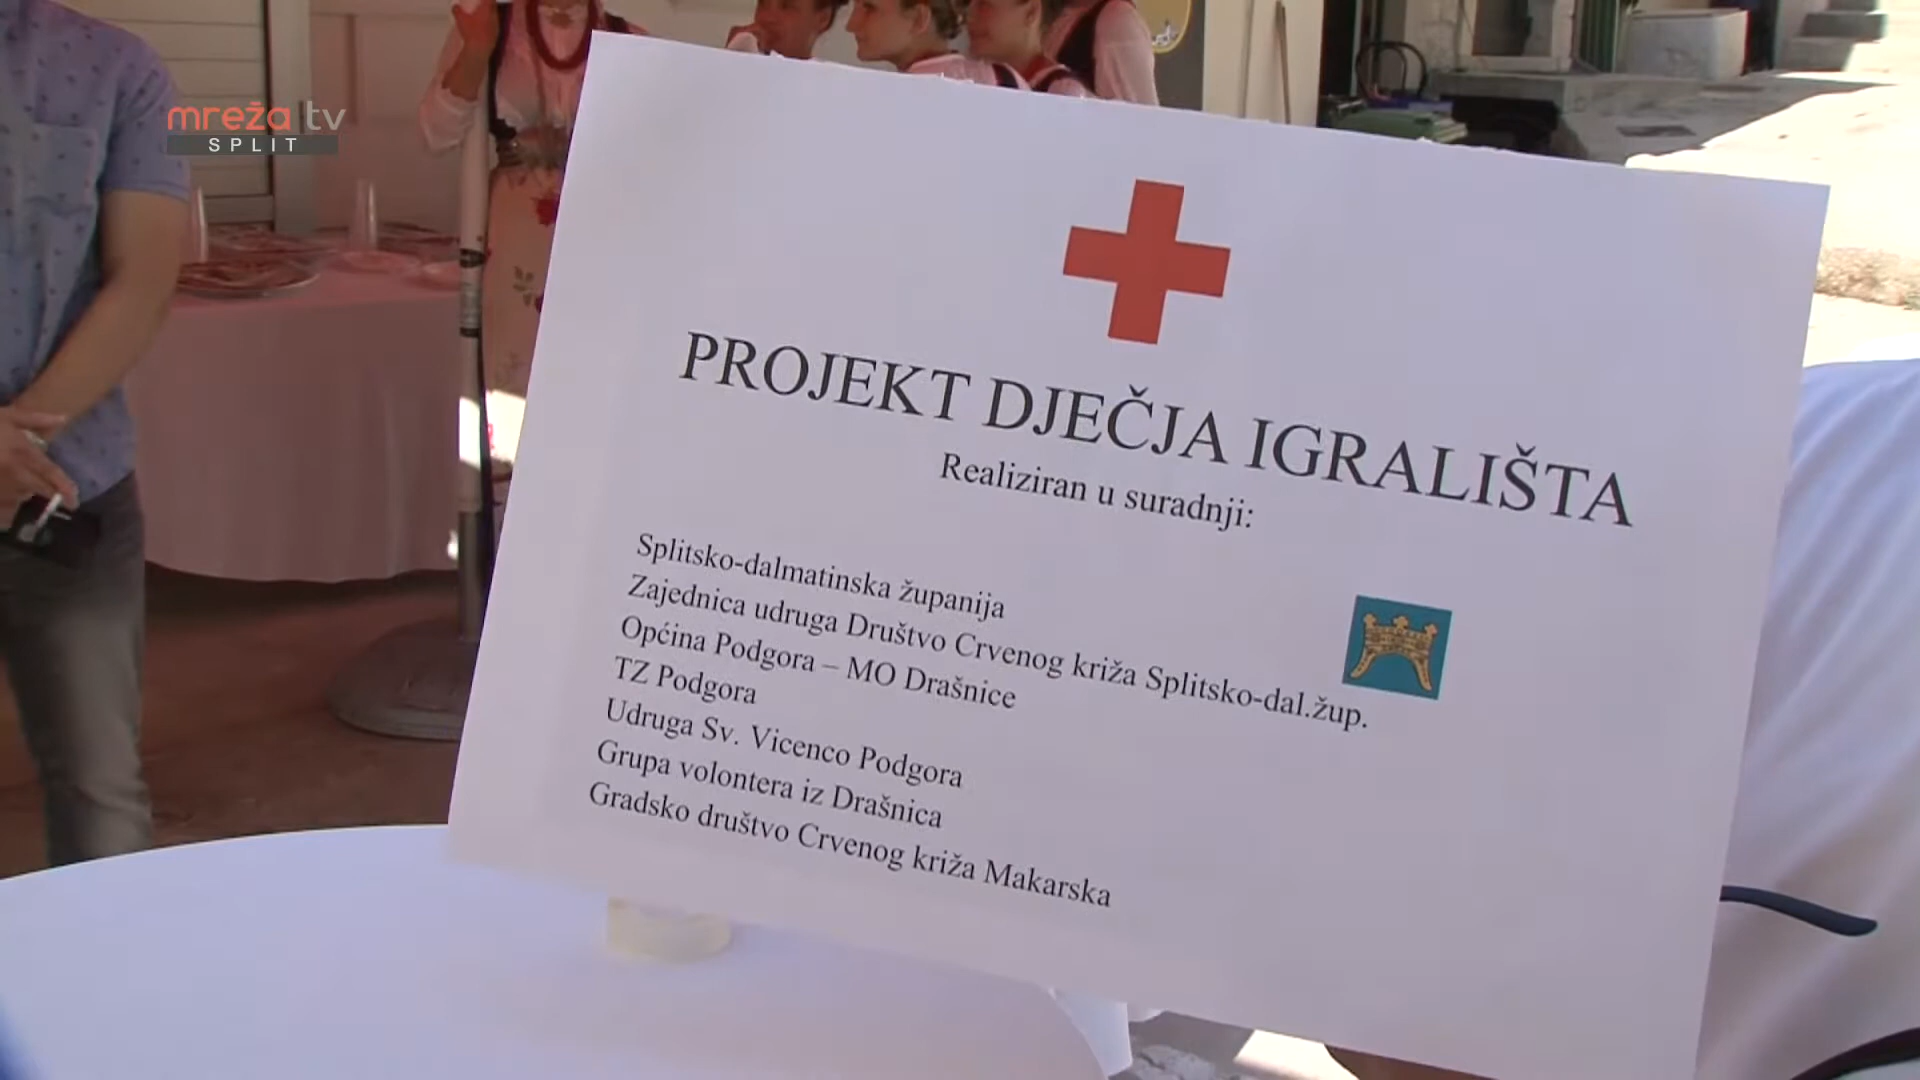 mreža tv
SPLIT
PROJEKT DJEČJA IGRALIŠTA
Realiziran u suradnji:
Splitsko-dalmatinska županija
Zajednica udruga Društvo Crvenog križa Splitsko-dal.žup.
Općina Podgora – MO Drašnice
TZ Podgora
Udruga Sv. Vicenco Podgora
Grupa volontera iz Drašnica
Gradsko društvo Crvenog križa Makarska